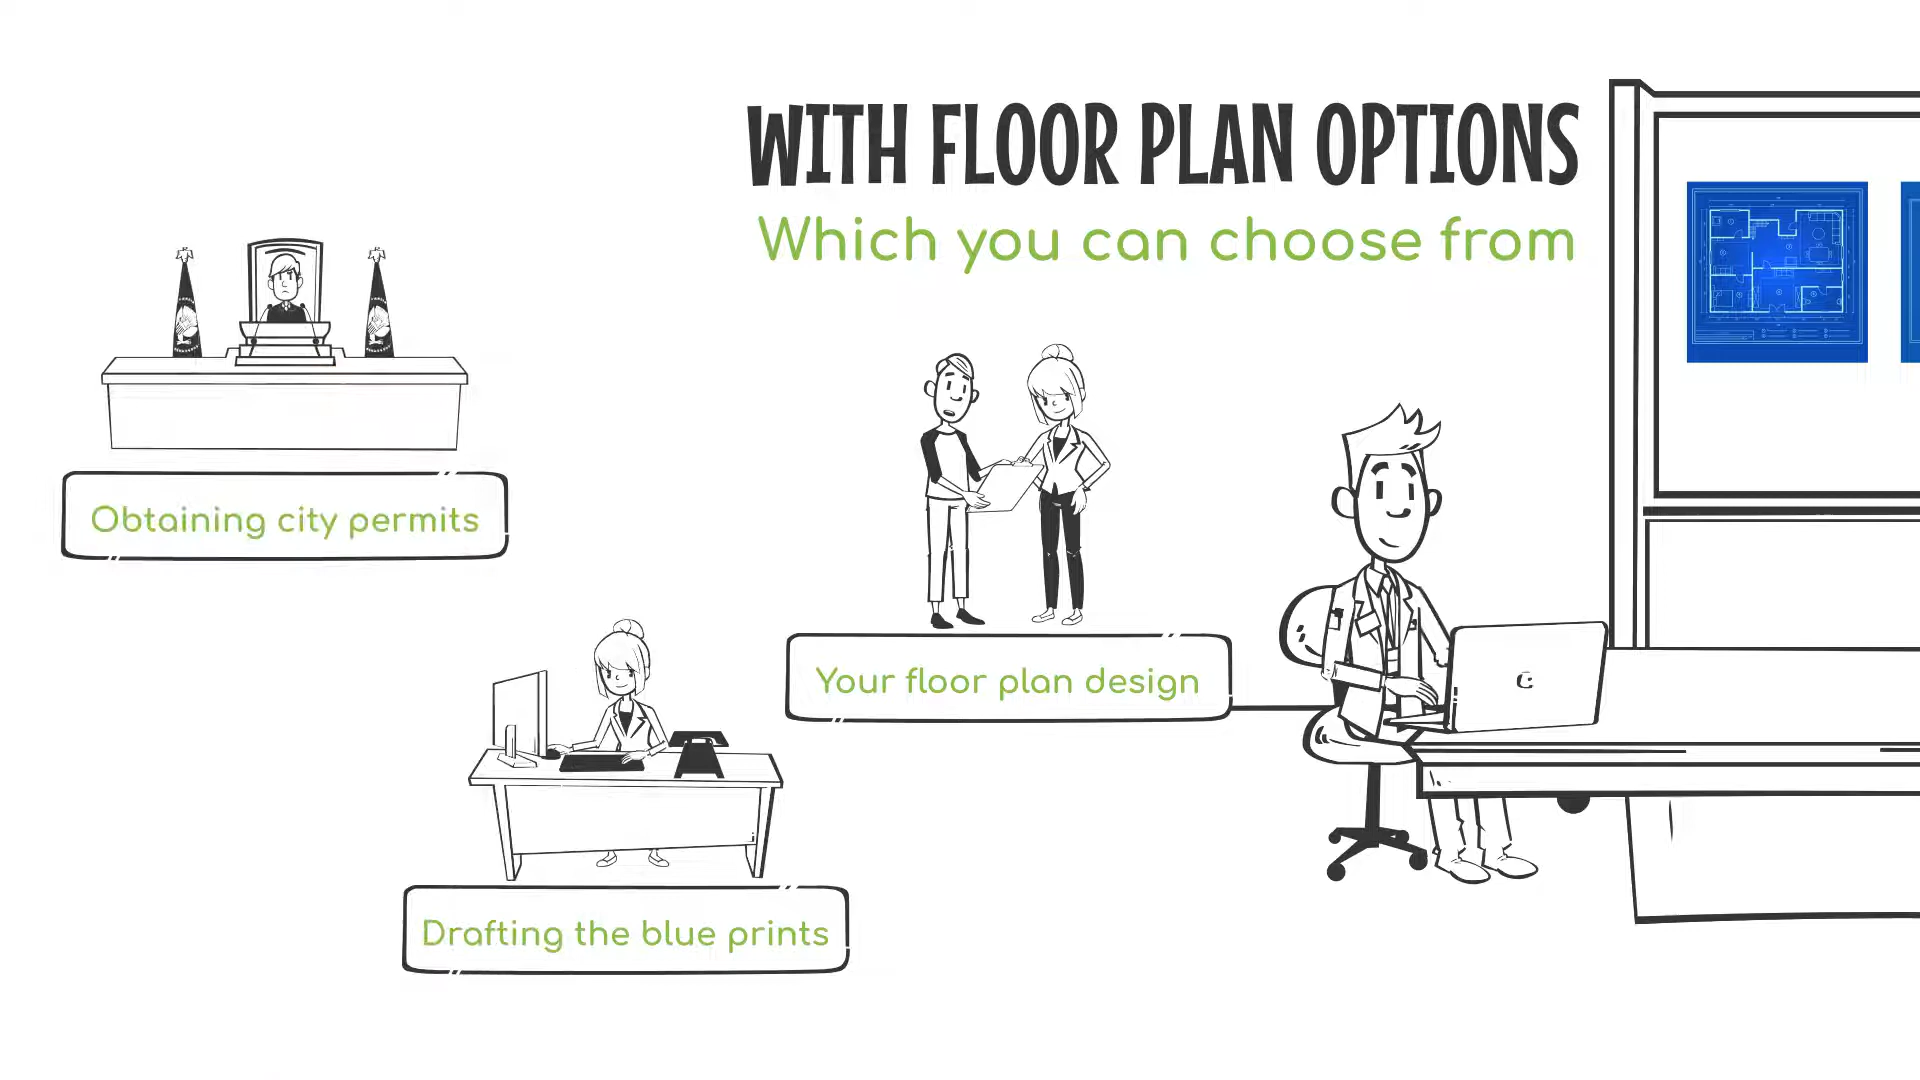 WITH FLOOR PLAN OPTIONS
Which you can choose from
Obtaining city permits
Your floor plan design
Drafting the blue prints